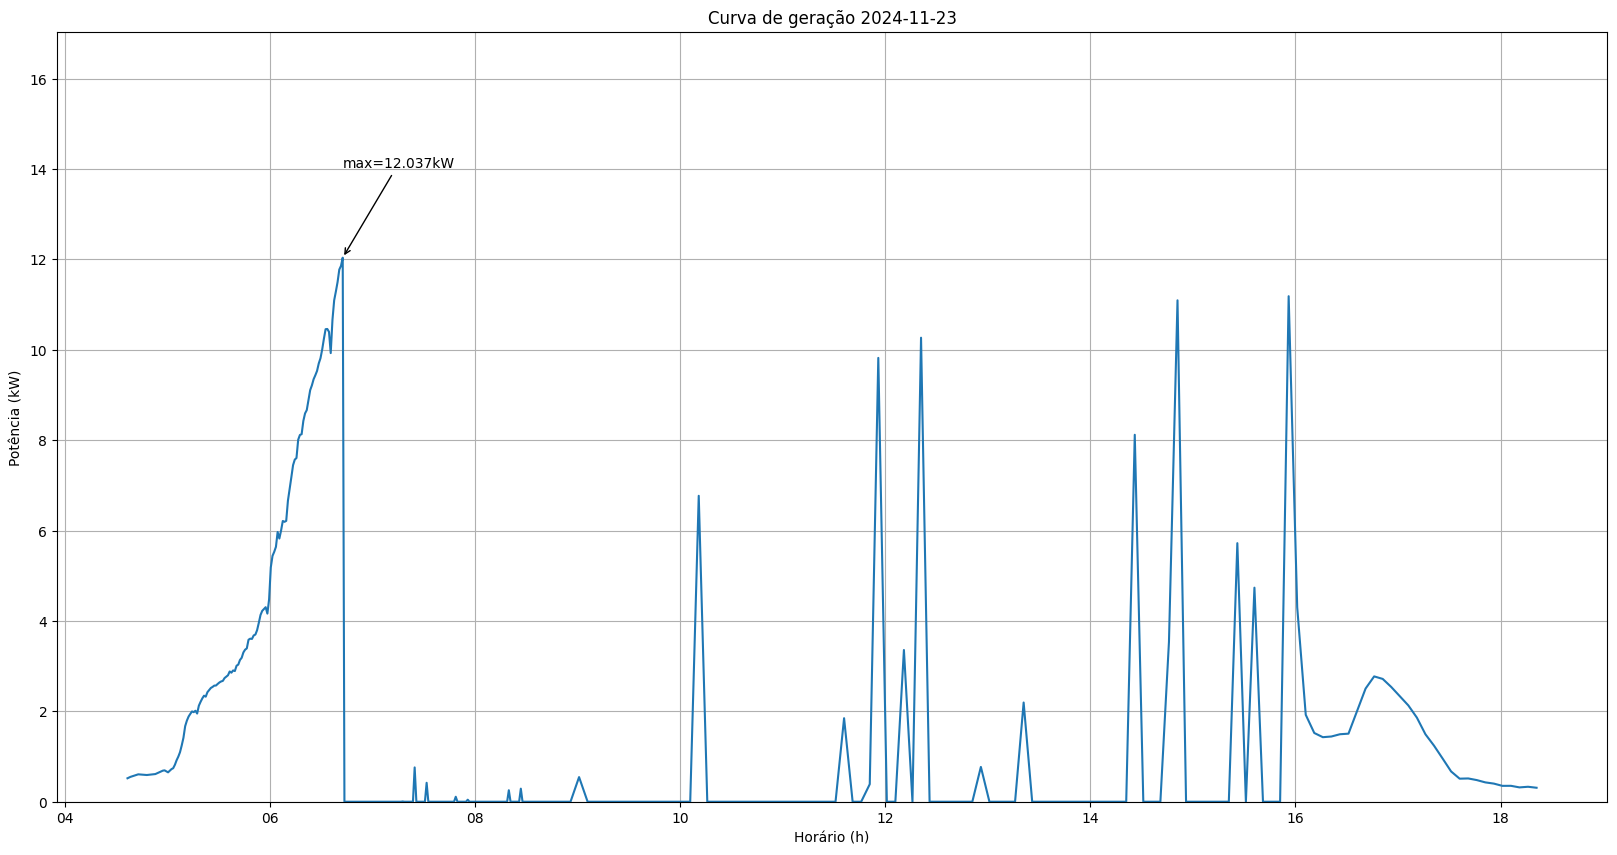 Curva de geração 2024-11-23
Potência (kW)
16
14
12
10
8
6
4
2
0
max=12.037kW
04 06 08 10 12 14 16 18
Horário (h)